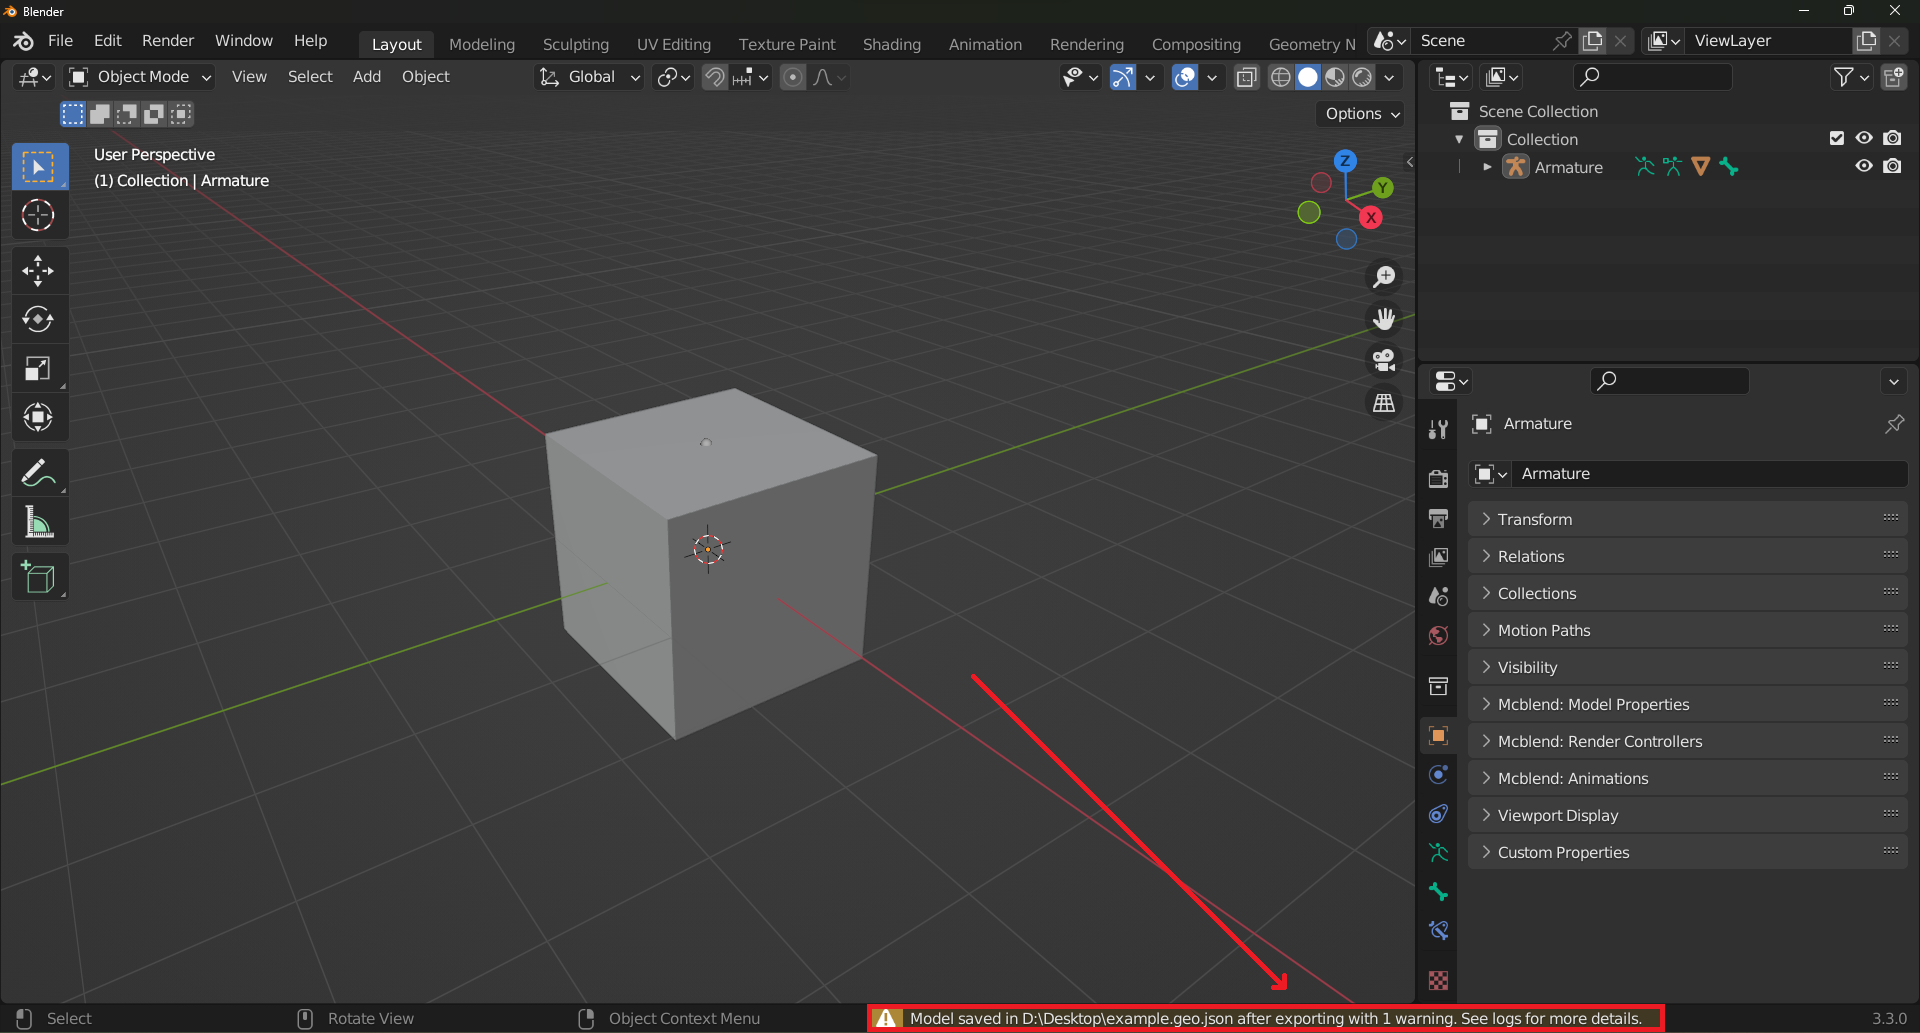 Blender
File Edit Render Window Help Layout Modeling Sculpting UV Editing Texture Paint Shading Animation Rendering Compositing Geometry N Scene ViewLayer
Object Mode View Select Add Object Global
Options
User Perspective
(1) Collection | Armature
Z
Y
X
Scene Collection
Collection
Armature
Armature
Armature
Transform
Relations
Collections
Motion Paths
Visibility
Mcblend: Model Properties
Mcblend: Render Controllers
Mcblend: Animations
Viewport Display
Custom Properties
Select Rotate View Object Context Menu Model saved in D:\Desktop\example.geo.json after exporting with 1 warning. See logs for more details. 3.3.0